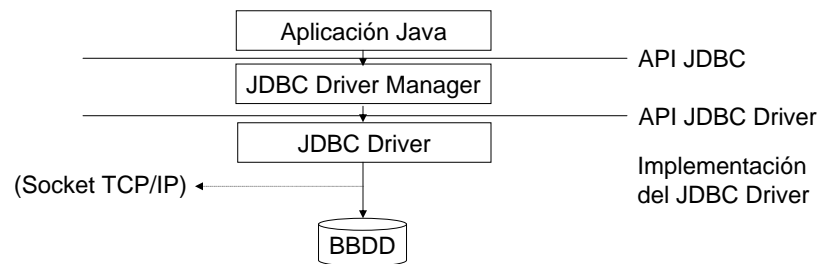 Aplicación Java
API JDBC
JDBC Driver Manager
API JDBC Driver
JDBC Driver
Implementación
del JDBC Driver
(Socket TCP/IP)
BBDD